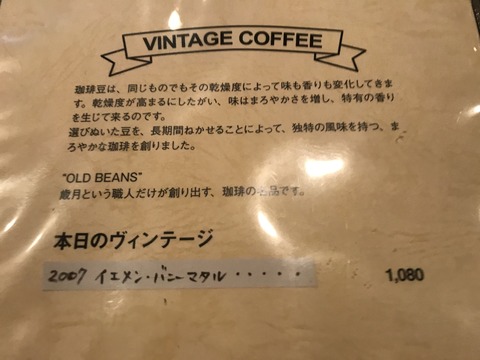 VINTAGE COFFEE
珈琲豆は、同じものでもその乾燥度によって味も香りも変化してきま
す。乾燥度が高まるにしたがい、味はまろやかさを増し、特有の香り
を生じて来るのです。
選びぬいた豆を、長期間ねかせることによって、独特の風味を持つ、ま
ろやかな珈琲を創りました。
“OLD BEANS”
歳月という職人だけが創り出す、珈琲の名品です。
本日のヴィンテージ
2007 イエメン・バニーマタル ・・・・・ 1,080